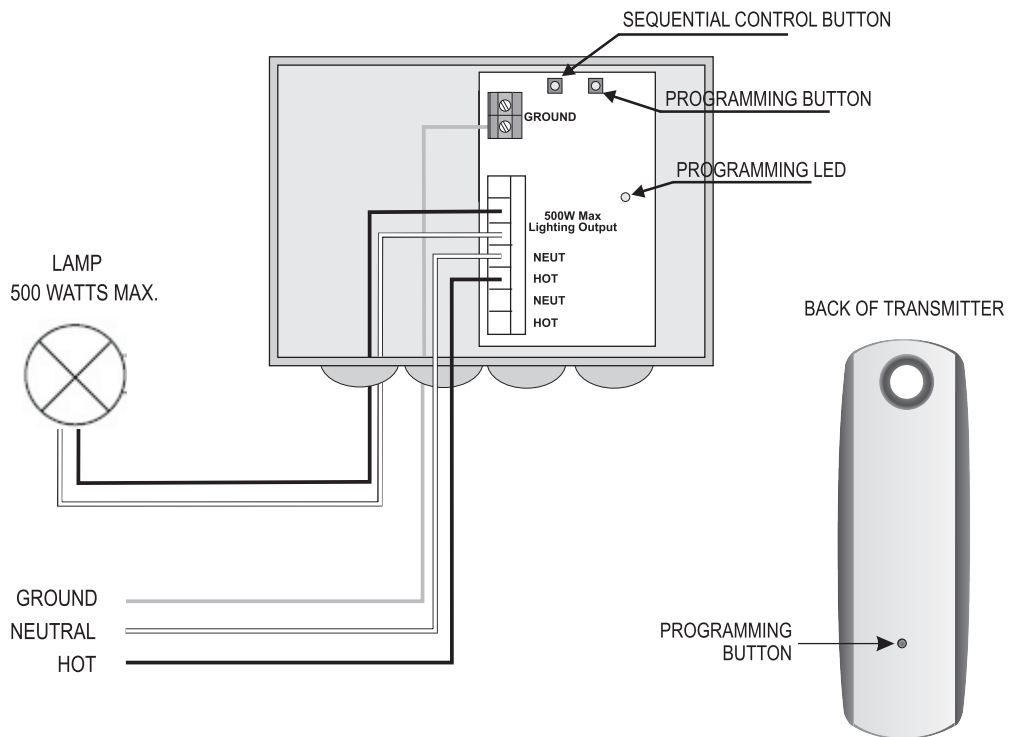 SEQUENTIAL CONTROL BUTTON
PROGRAMMING BUTTON
GROUND
PROGRAMMING LED
500W Max
Lighting Output
NEUT
HOT
NEUT
HOT
LAMP
500 WATTS MAX.
BACK OF TRANSMITTER
GROUND
NEUTRAL
HOT
PROGRAMMING
BUTTON